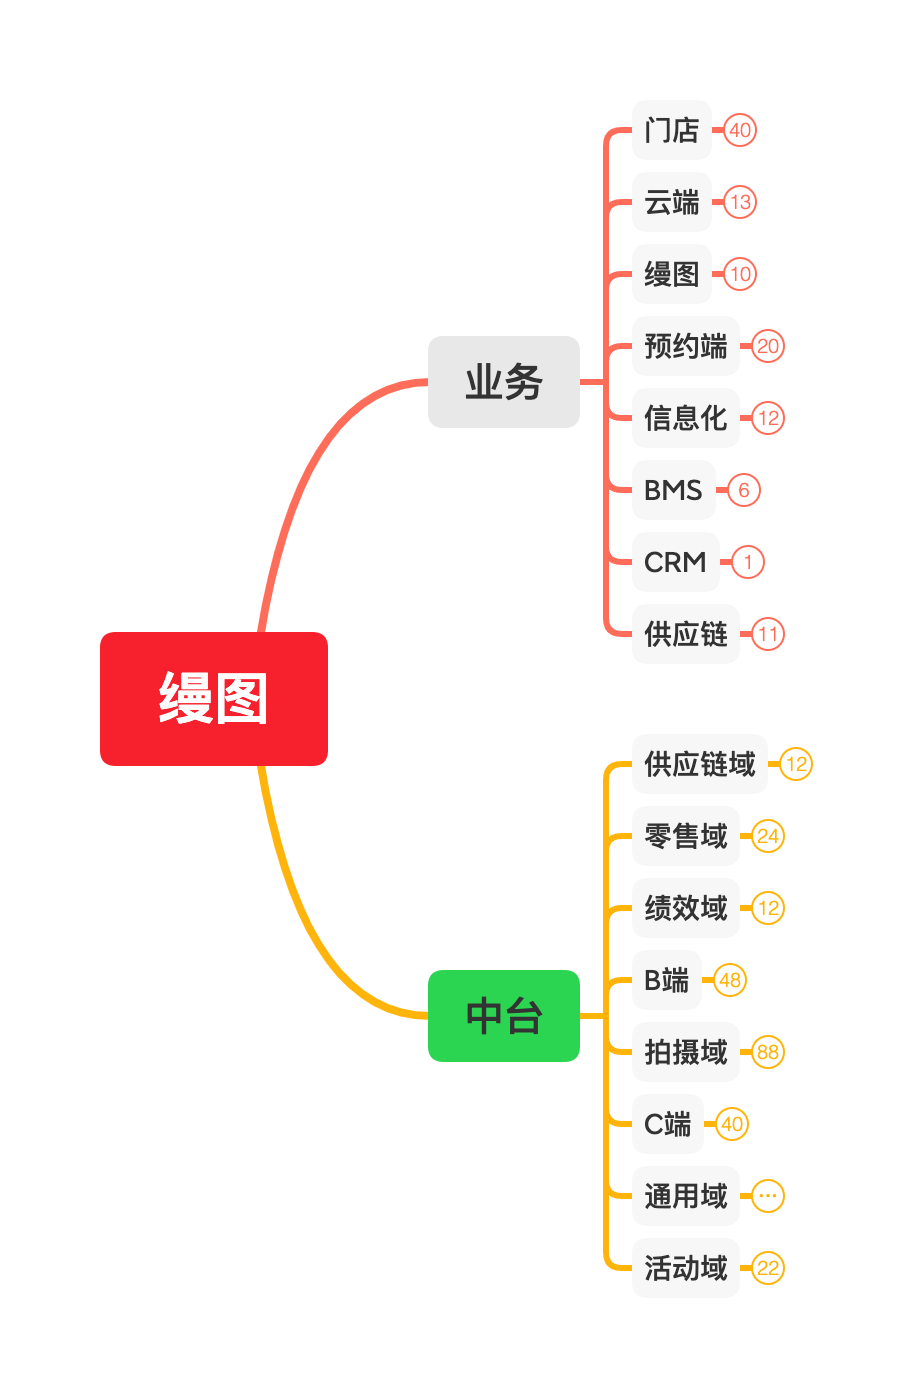 缦图
业务
门店 40
云端 13
缦图 10
预约端 20
信息化 12
BMS 6
CRM 1
供应链 11
中台
供应链域 12
零售域 24
绩效域 12
B端 48
拍摄域 88
C端 40
通用域 ···
活动域 22